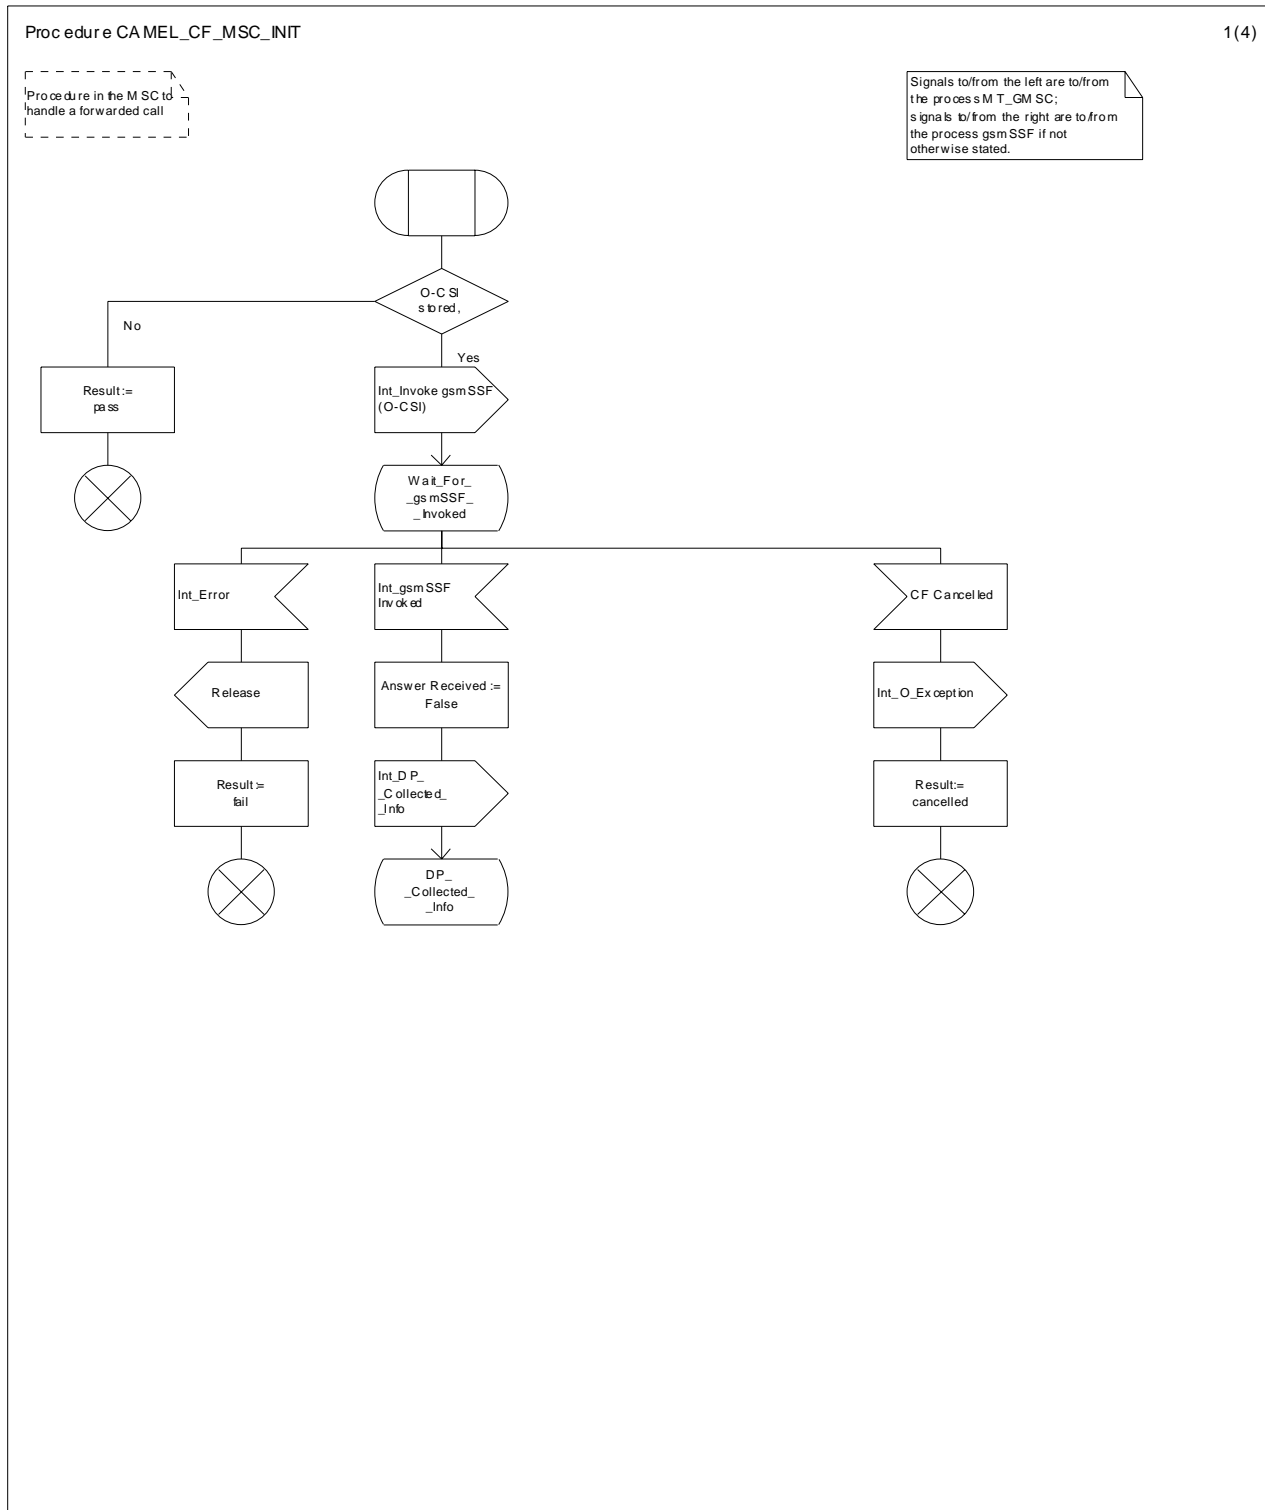 Procedure CAMEL_CF_MSC_INIT
1(4)
Procedure in the MSC to
handle a forwarded call
Signals to/from the left are to/from
the process MT_GMSC;
signals to/from the right are to/from
the process gsmSSF if not
otherwise stated.
O-CSI
stored,
No
Yes
Result:=
pass
Int_Invoke gsmSSF
(O-CSI)
Wait_For_
_gsmSSF_
_Invoked
Int_Error
Int_gsmSSF
Invoked
CF Cancelled
Release
Answer Received :=
False
Int_O_Exception
Result:=
fail
Int_DP_
_Collected_
_Info
Result:=
cancelled
DP_
_Collected_
_Info